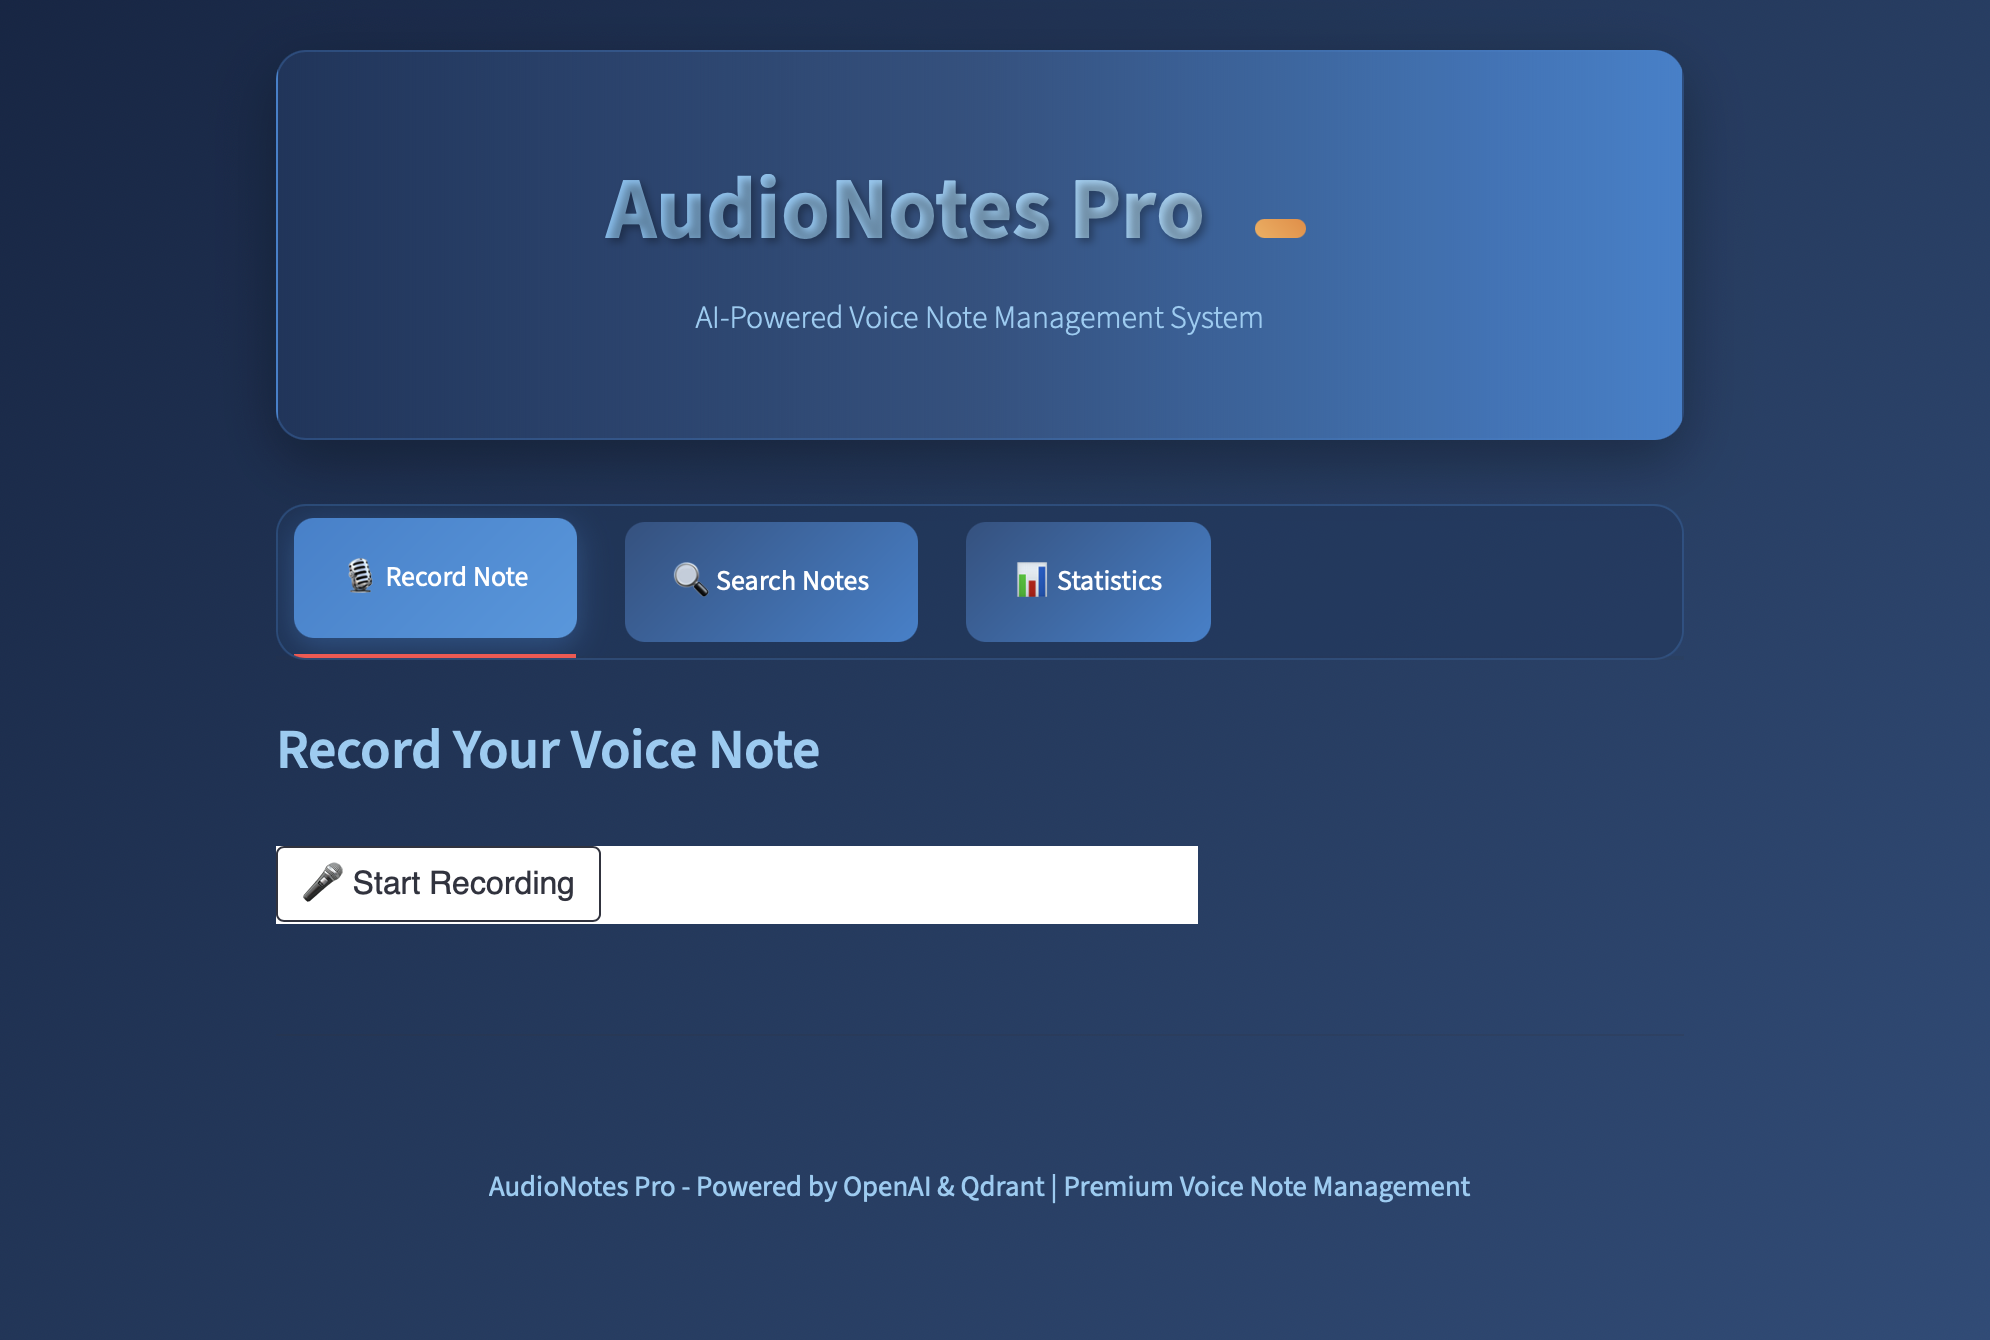 AudioNotes Pro
AI-Powered Voice Note Management System
🎙️ Record Note
🔍 Search Notes
📊 Statistics
Record Your Voice Note
🎤 Start Recording
AudioNotes Pro - Powered by OpenAI & Qdrant | Premium Voice Note Management